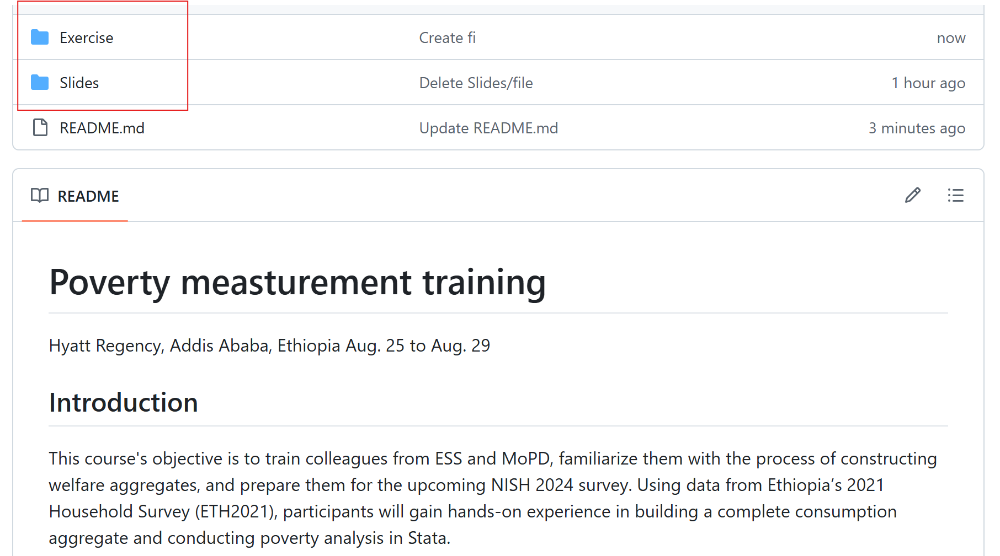 Exercise Create fi now
Slides Delete Slides/file 1 hour ago
README.md Update README.md 3 minutes ago
README
Poverty measturement training
Hyatt Regency, Addis Ababa, Ethiopia Aug. 25 to Aug. 29
Introduction
This course's objective is to train colleagues from ESS and MoPD, familiarize them with the process of constructing
welfare aggregates, and prepare them for the upcoming NISH 2024 survey. Using data from Ethiopia’s 2021
Household Survey (ETH2021), participants will gain hands-on experience in building a complete consumption
aggregate and conducting poverty analysis in Stata.